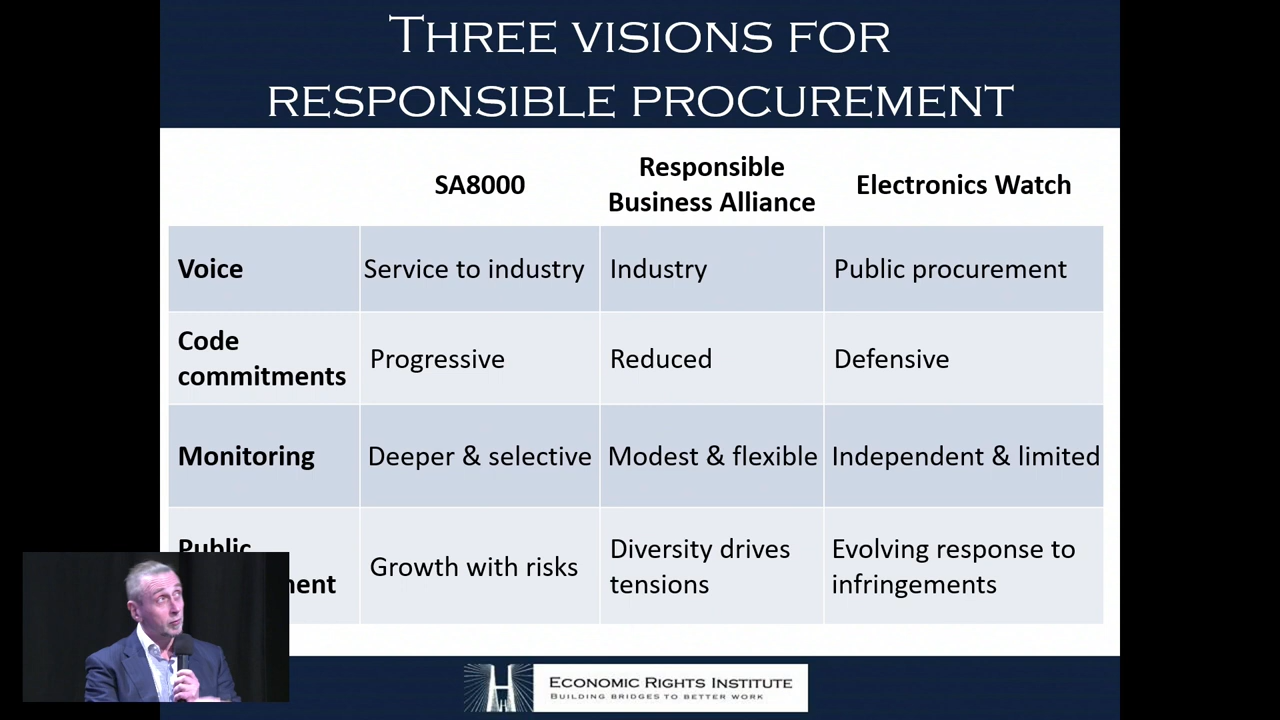 THREE VISIONS FOR
RESPONSIBLE PROCUREMENT
SA8000
Responsible
Business Alliance
Electronics Watch
Voice
Service to industry
Industry
Public procurement
Code
commitments
Progressive
Reduced
Defensive
Monitoring
Deeper & selective
Modest & flexible
Independent & limited
Public
Growth with risks
Diversity drives
tensions
Evolving response to
infringements
ECONOMIC RIGHTS INSTITUTE
BUILDING BRIDGES TO BETTER WORK